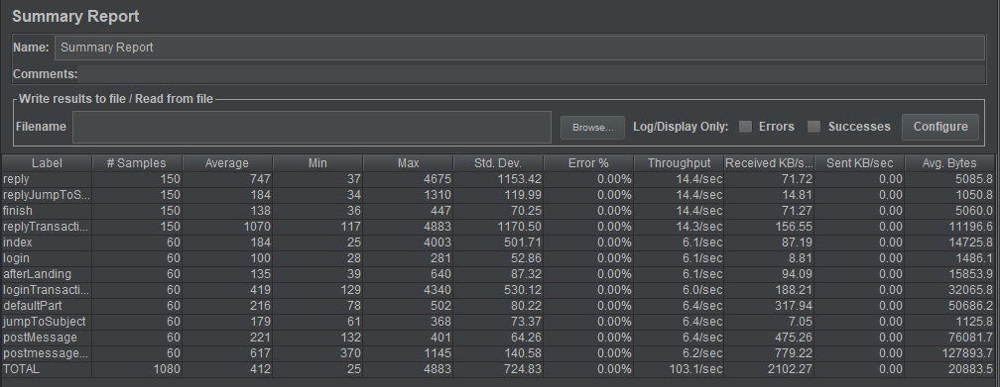 Summary Report
Name: Summary Report
Comments:
Write results to file / Read from file
Filename Browse... Log/Display Only: Errors Successes Configure
Label # Samples Average Min Max Std. Dev. Error % Throughput Received KB/s... Sent KB/sec Avg. Bytes
reply 150 747 37 4675 1153.42 0.00% 14.4/sec 71.72 0.00 5085.8
replyJumpToS... 150 184 34 1310 119.99 0.00% 14.4/sec 14.81 0.00 1050.8
finish 150 138 36 447 70.25 0.00% 14.4/sec 71.27 0.00 5060.0
replyTransacti... 150 1070 117 4883 1170.50 0.00% 14.3/sec 156.55 0.00 11196.6
index 60 184 25 4003 501.71 0.00% 6.1/sec 87.19 0.00 14725.8
login 60 100 28 281 52.86 0.00% 6.1/sec 8.81 0.00 1486.1
afterLanding 60 135 39 640 87.32 0.00% 6.1/sec 94.09 0.00 15853.9
loginTransacti... 60 419 129 4340 530.12 0.00% 6.0/sec 188.21 0.00 32065.8
defaultPart 60 216 78 502 80.22 0.00% 6.4/sec 317.94 0.00 50686.2
jumpToSubject 60 179 61 368 73.37 0.00% 6.4/sec 7.05 0.00 1125.8
postMessage 60 221 132 401 64.26 0.00% 6.4/sec 475.26 0.00 76081.7
postmessage... 60 617 370 1145 140.58 0.00% 6.2/sec 779.22 0.00 127893.7
TOTAL 1080 412 25 4883 724.83 0.00% 103.1/sec 2102.27 0.00 20883.5